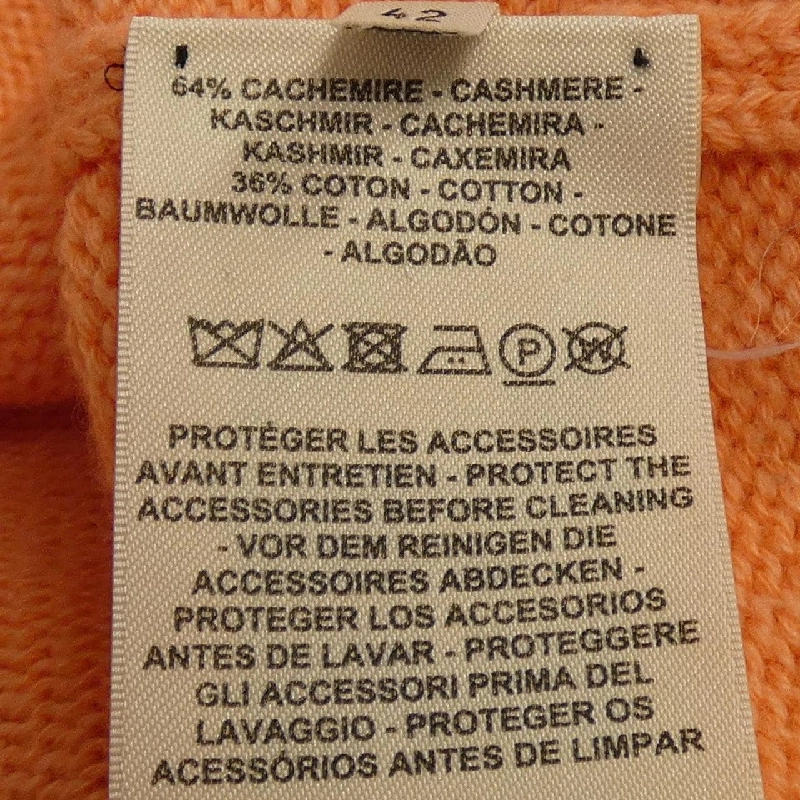 42
64% CACHEMIRE - CASHMERE -
KASCHMIR - CACHEMIRA -
KASHMIR - CAXEMIRA
36% COTON - COTTON -
BAUMWOLLE - ALGODÓN - COTONE
- ALGODÃO
P
W
PROTÉGER LES ACCESSOIRES
AVANT ENTRETIEN - PROTECT THE
ACCESSORIES BEFORE CLEANING
- VOR DEM REINIGEN DIE
ACCESSOIRES ABDECKEN -
PROTEGER LOS ACCESORIOS
ANTES DE LAVAR - PROTEGGERE
GLI ACCESSORI PRIMA DEL
LAVAGGIO - PROTEGER OS
ACESSÓRIOS ANTES DE LIMPAR